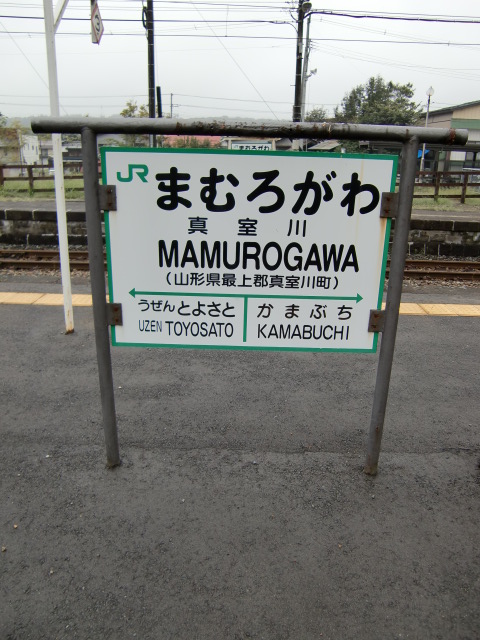 JR
まむろがわ
真室川
MAMUROGAWA
(山形県最上郡真室川町)
うぜんとよさと かまぶち
UZEN TOYOSATO KAMABUCHI